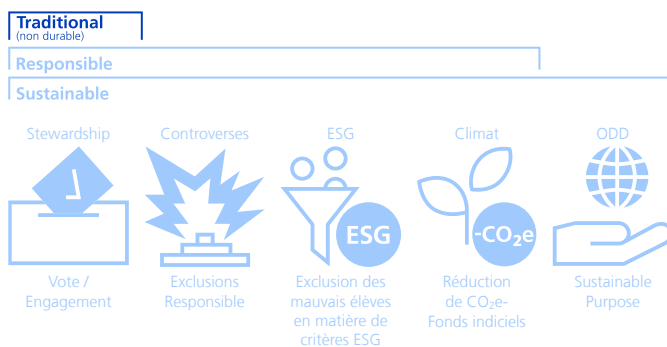 Traditional
(non durable)
Responsible
Sustainable
Stewardship
Controverses
ESG
Climat
ODD
ESG
-CO₂e
Vote /
Engagement
Exclusions
Responsible
Exclusion des
mauvais élèves
en matière de
critères ESG
Réduction
de CO₂e-
Fonds indiciels
Sustainable
Purpose